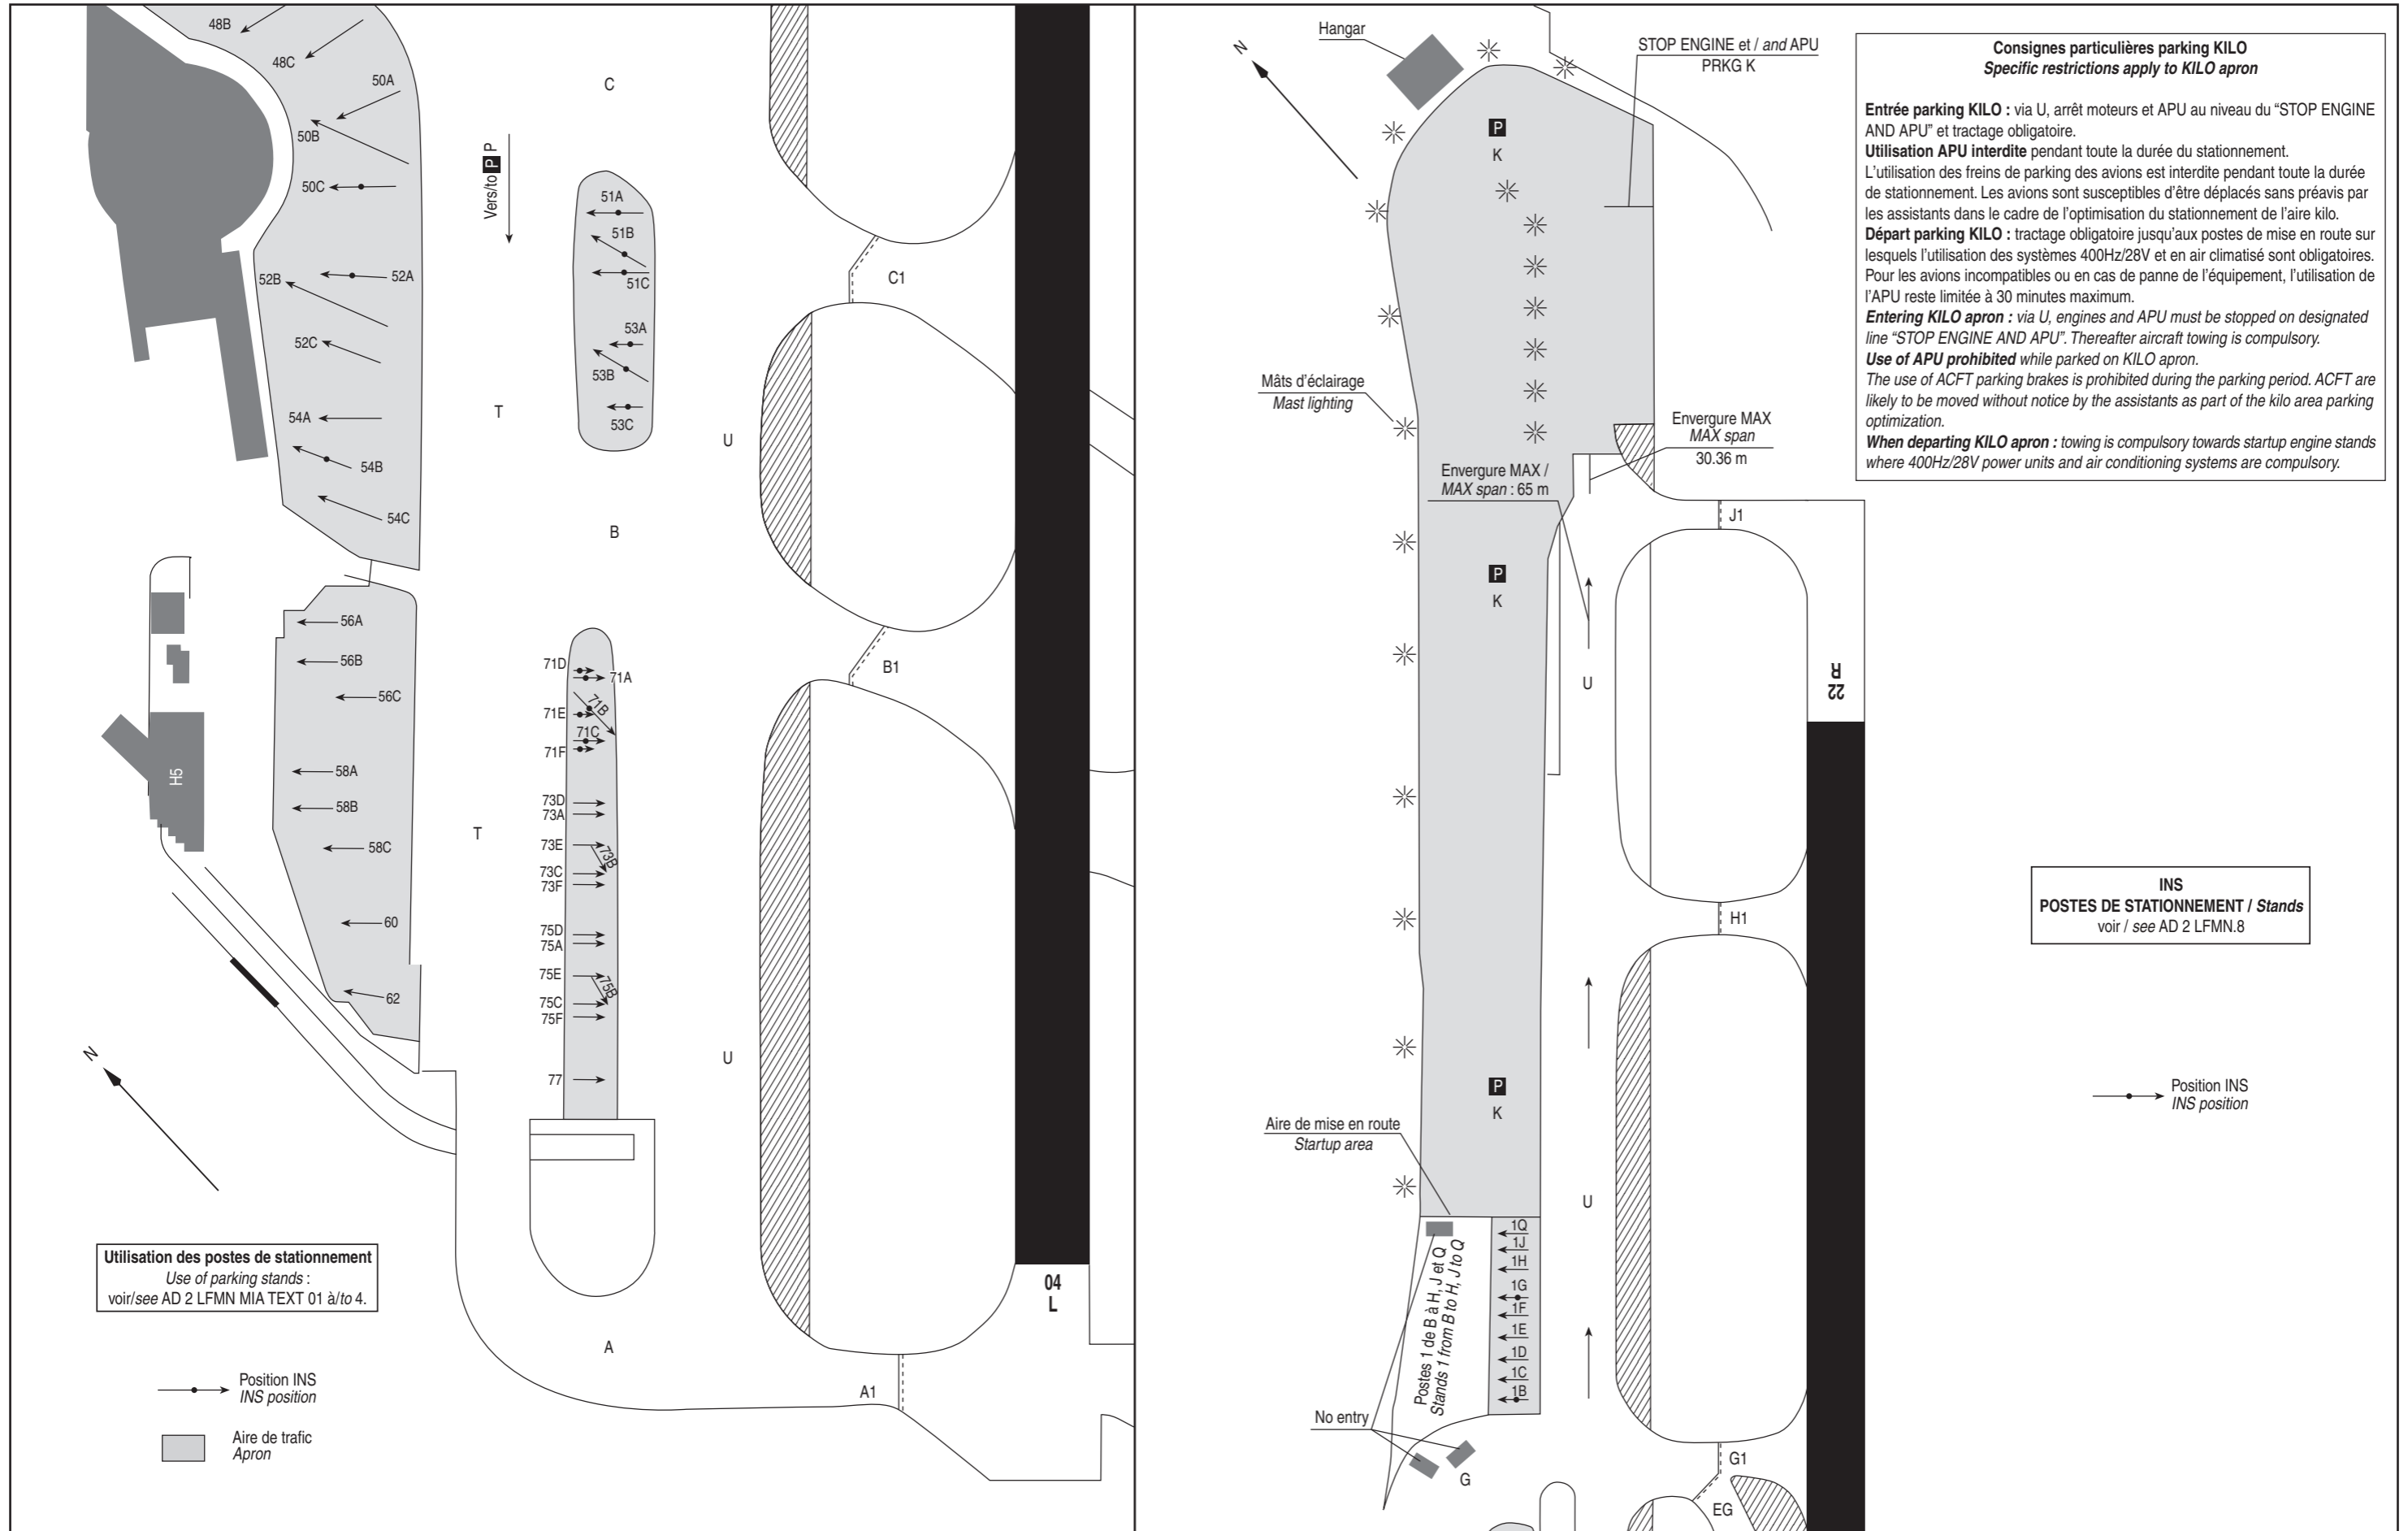 48B
48C
50A
50B
50C
52B
52A
52C
54A
54B
54C
C
Vers/to P P
51A
51B
51C
53A
53B
53C
T
U
C1
B
56A
56B
56C
H5
58A
58B
58C
60
62
T
71D
71A
71B
71E
71C
71F
73D
73A
73E
73B
73C
73F
75D
75A
75E
75B
75C
75F
77
B1
U
N
A
A1
04
L
Utilisation des postes de stationnement
Use of parking stands :
voir/see AD 2 LFMN MIA TEXT 01 à/to 4.
Position INS
INS position
Aire de trafic
Apron
N
Hangar
STOP ENGINE et / and APU
PRKG K
P
K
Mâts d'éclairage
Mast lighting
Envergure MAX
MAX span
30.36 m
Envergure MAX /
MAX span : 65 m
J1
P
K
U
22
R
H1
P
K
Aire de mise en route
Startup area
U
1Q
1J
1H
1G
1F
1E
1D
1C
1B
Postes 1 de B à H, J et Q
Stands 1 from B to H, J to Q
No entry
G
G1
EG
Consignes particulières parking KILO
Specific restrictions apply to KILO apron
Entrée parking KILO : via U, arrêt moteurs et APU au niveau du “STOP ENGINE
AND APU” et tractage obligatoire.
Utilisation APU interdite pendant toute la durée du stationnement.
L'utilisation des freins de parking des avions est interdite pendant toute la durée
de stationnement. Les avions sont susceptibles d'être déplacés sans préavis par
les assistants dans le cadre de l'optimisation du stationnement de l'aire kilo.
Départ parking KILO : tractage obligatoire jusqu'aux postes de mise en route sur
lesquels l'utilisation des systèmes 400Hz/28V et en air climatisé sont obligatoires.
Pour les avions incompatibles ou en cas de panne de l'équipement, l'utilisation de
l'APU reste limitée à 30 minutes maximum.
Entering KILO apron : via U, engines and APU must be stopped on designated
line “STOP ENGINE AND APU”. Thereafter aircraft towing is compulsory.
Use of APU prohibited while parked on KILO apron.
The use of ACFT parking brakes is prohibited during the parking period. ACFT are
likely to be moved without notice by the assistants as part of the kilo area parking
optimization.
When departing KILO apron : towing is compulsory towards startup engine stands
where 400Hz/28V power units and air conditioning systems are compulsory.
INS
POSTES DE STATIONNEMENT / Stands
voir / see AD 2 LFMN.8
Position INS
INS position